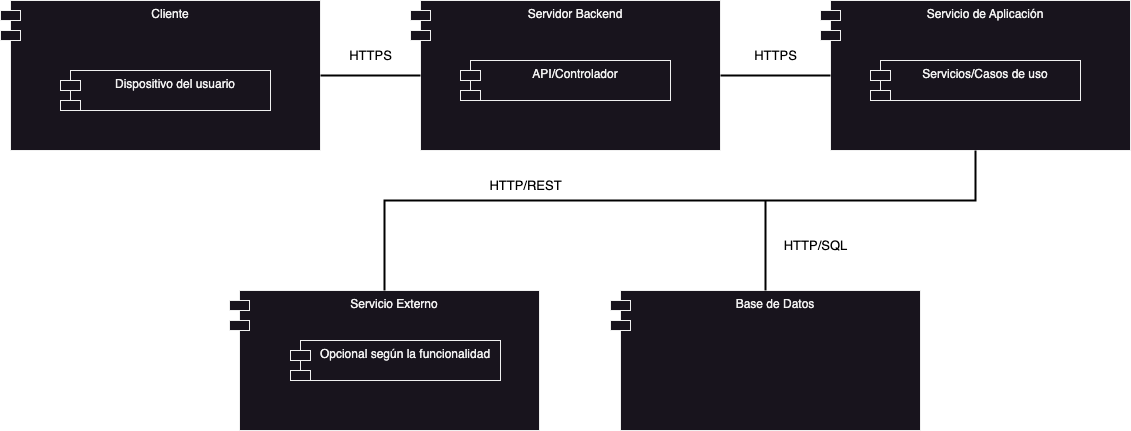 Cliente
Servidor Backend
Servicio de Aplicación
HTTPS
HTTPS
Dispositivo del usuario
API/Controlador
Servicios/Casos de uso
HTTP/REST
HTTP/SQL
Servicio Externo
Base de Datos
Opcional según la funcionalidad